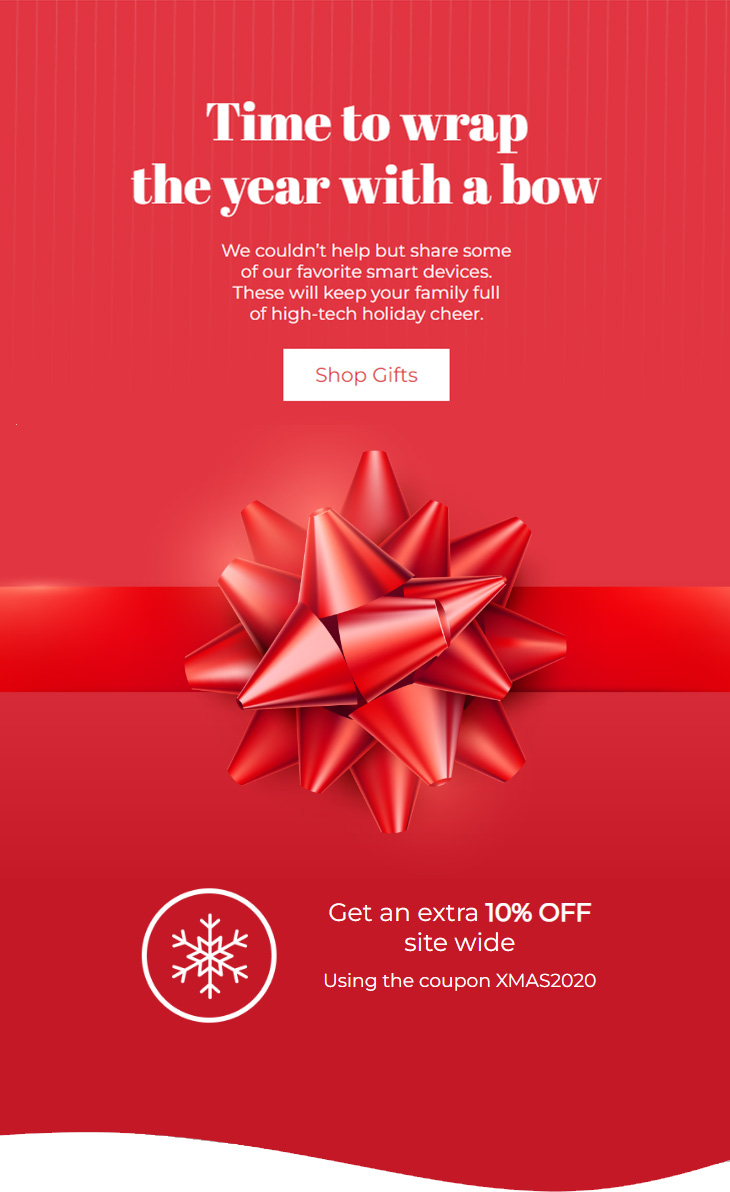 Time to wrap
the year with a bow
We couldn't help but share some
of our favorite smart devices.
These will keep your family full
of high-tech holiday cheer.
Shop Gifts
Get an extra 10% OFF
site wide
Using the coupon XMAS2020